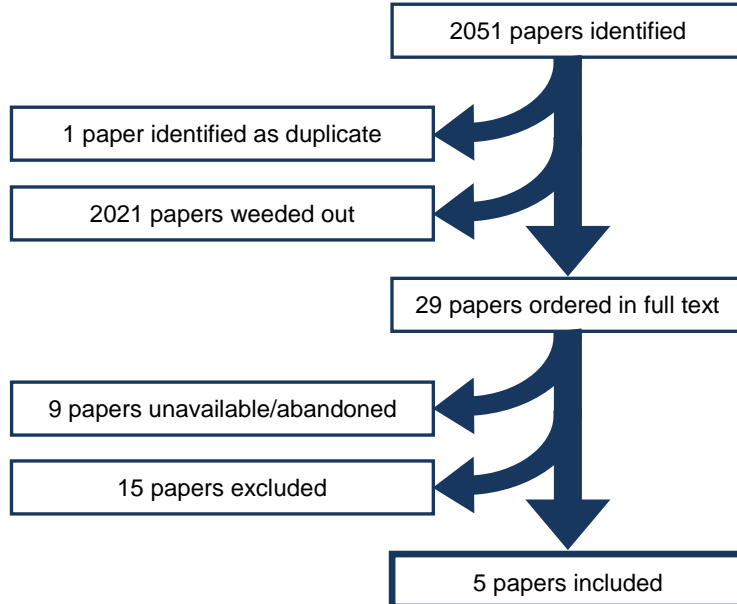 2051 papers identified
1 paper identified as duplicate
2021 papers weeded out
29 papers ordered in full text
9 papers unavailable/abandoned
15 papers excluded
5 papers included